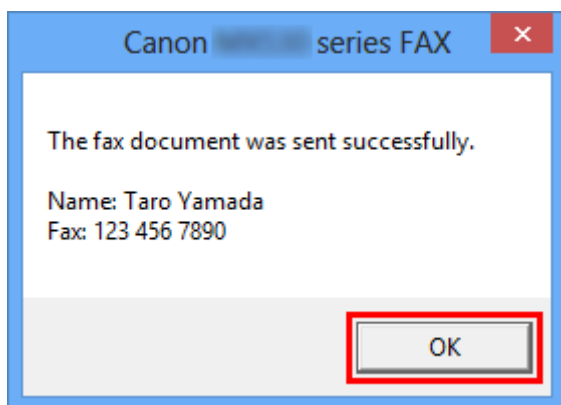 Canon series FAX
The fax document was sent successfully.
Name: Taro Yamada
Fax: 123 456 7890
OK